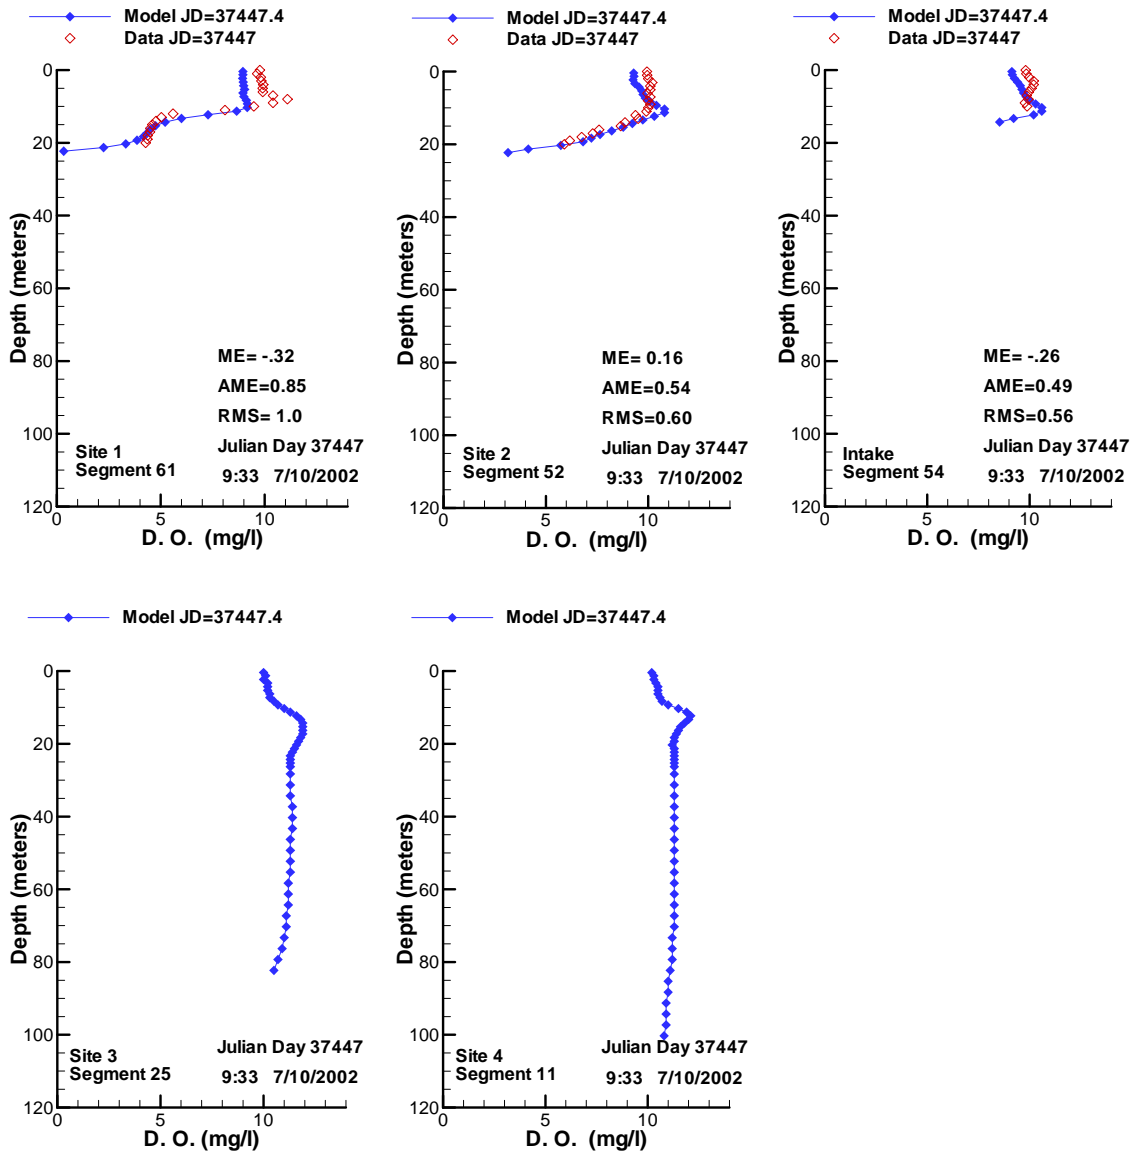 Model JD=37447.4
Data JD=37447
0
20
40
60
80
100
120
Depth (meters)
ME= -.32
AME=0.85
RMS= 1.0
Site 1
Segment 61
Julian Day 37447
9:33 7/10/2002
0 5 10
D. O. (mg/l)
Model JD=37447.4
Data JD=37447
0
20
40
60
80
100
120
Depth (meters)
ME= 0.16
AME=0.54
RMS=0.60
Site 2
Segment 52
Julian Day 37447
9:33 7/10/2002
0 5 10
D. O. (mg/l)
Model JD=37447.4
Data JD=37447
0
20
40
60
80
100
120
Depth (meters)
ME= -.26
AME=0.49
RMS=0.56
Intake
Segment 54
Julian Day 37447
9:33 7/10/2002
0 5 10
D. O. (mg/l)
Model JD=37447.4
0
20
40
60
80
100
120
Depth (meters)
Site 3
Segment 25
Julian Day 37447
9:33 7/10/2002
0 5 10
D. O. (mg/l)
Model JD=37447.4
0
20
40
60
80
100
120
Depth (meters)
Site 4
Segment 11
Julian Day 37447
9:33 7/10/2002
0 5 10
D. O. (mg/l)